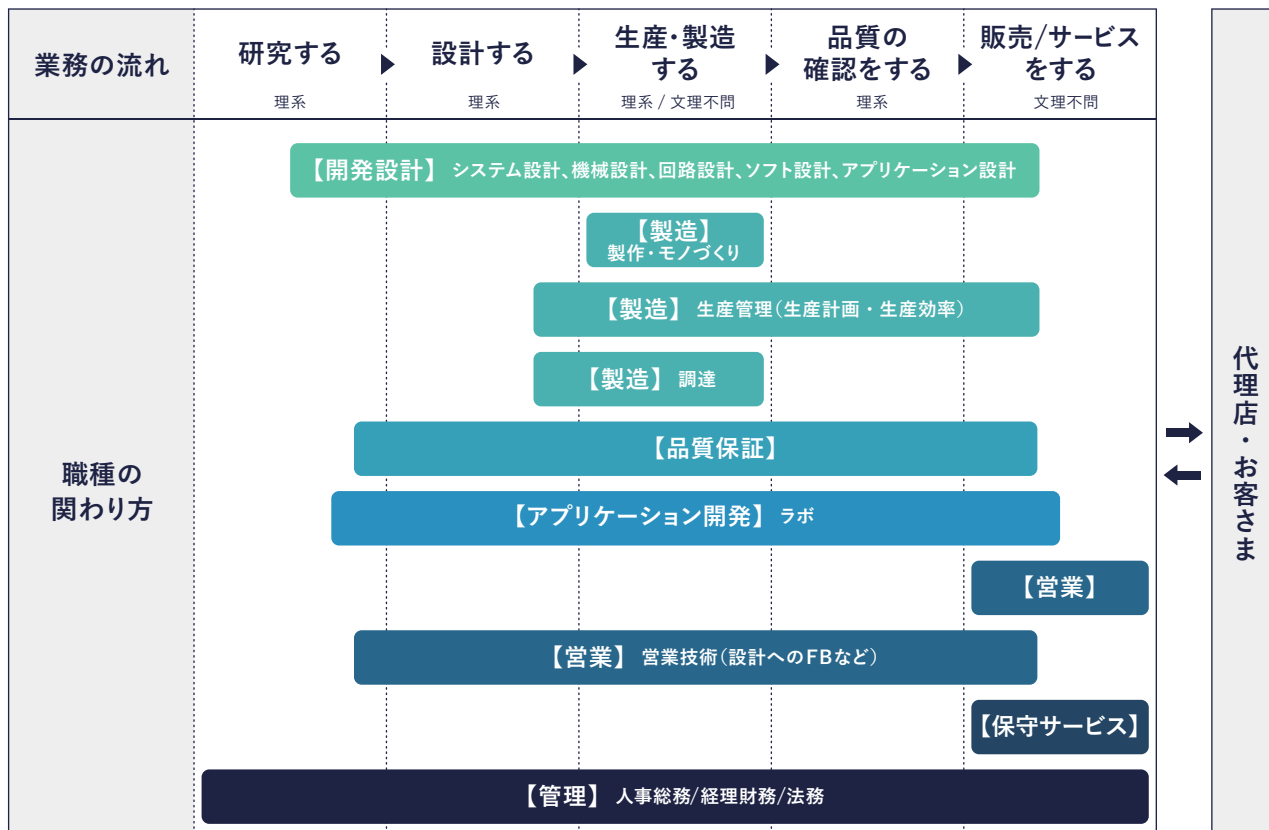 業務の流れ
研究する
理系
設計する
理系
生産・製造
する
理系 / 文理不問
品質の
確認をする
理系
販売/サービス
をする
文理不問
職種の
関わり方
【開発設計】 システム設計、機械設計、回路設計、ソフト設計、アプリケーション設計
【製造】
製作・モノづくり
【製造】 生産管理(生産計画・生産効率)
【製造】 調達
【品質保証】
【アプリケーション開発】 ラボ
【営業】
【営業】 営業技術(設計へのFBなど)
【保守サービス】
【管理】 人事総務/経理財務/法務
代理店・お客さま